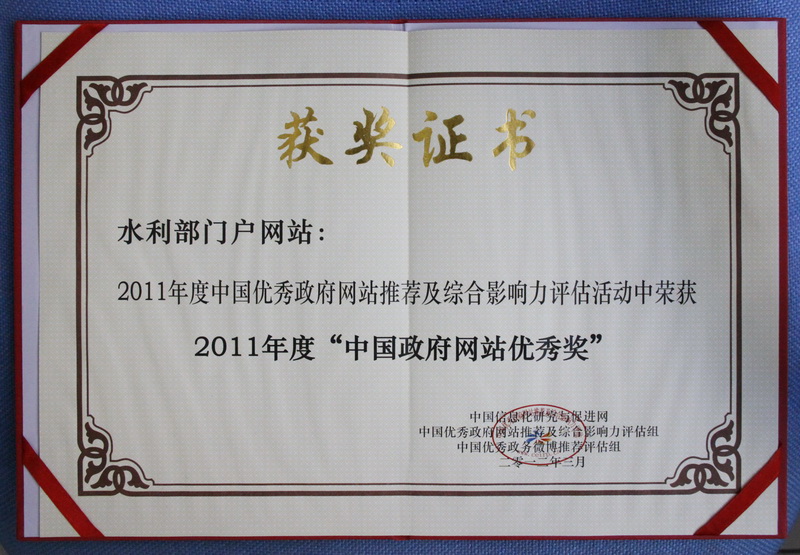 获奖证书
水利部门户网站：
2011年度中国优秀政府网站推荐及综合影响力评估活动中荣获
2011年度“中国政府网站优秀奖”
中国信息化研究与促进网
中国优秀政府网站推荐及综合影响力评估组
中国优秀政务微博推荐评估组
二零一二年三月